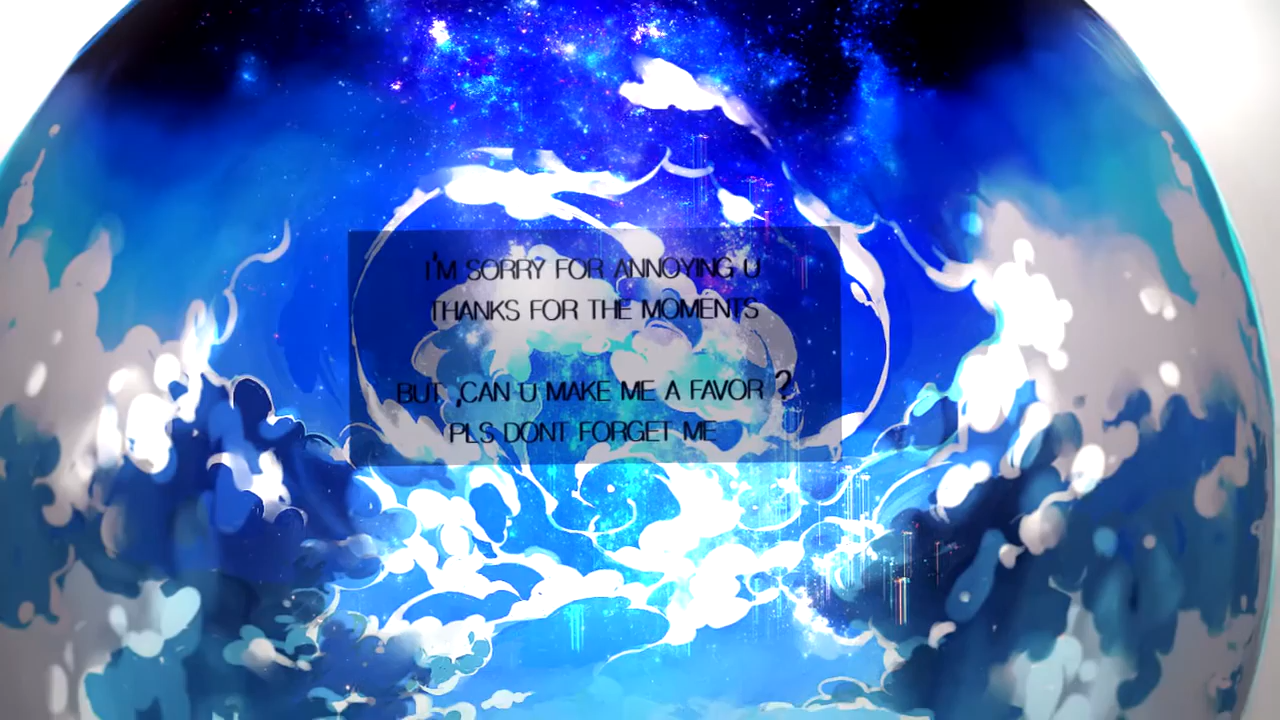 I'M SORRY FOR ANNOYING U
THANKS FOR THE MOMENTS
BUT ,CAN U MAKE ME A FAVOR ?
PLS DONT FORGET ME